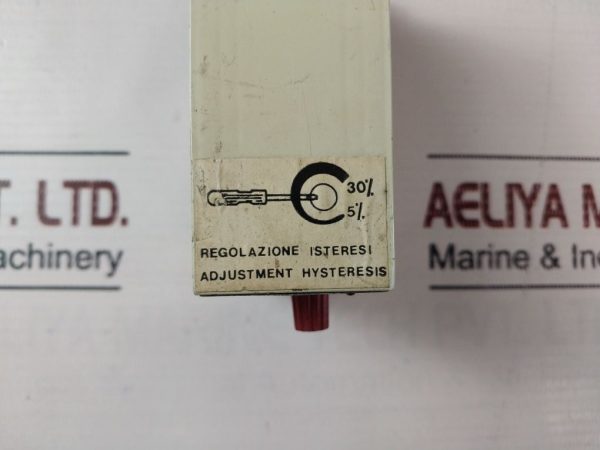 T. LTD.
AELIYA M
achinery
Marine & In
30%
5%
REGOLAZIONE ISTERESI
ADJUSTMENT HYSTERESIS